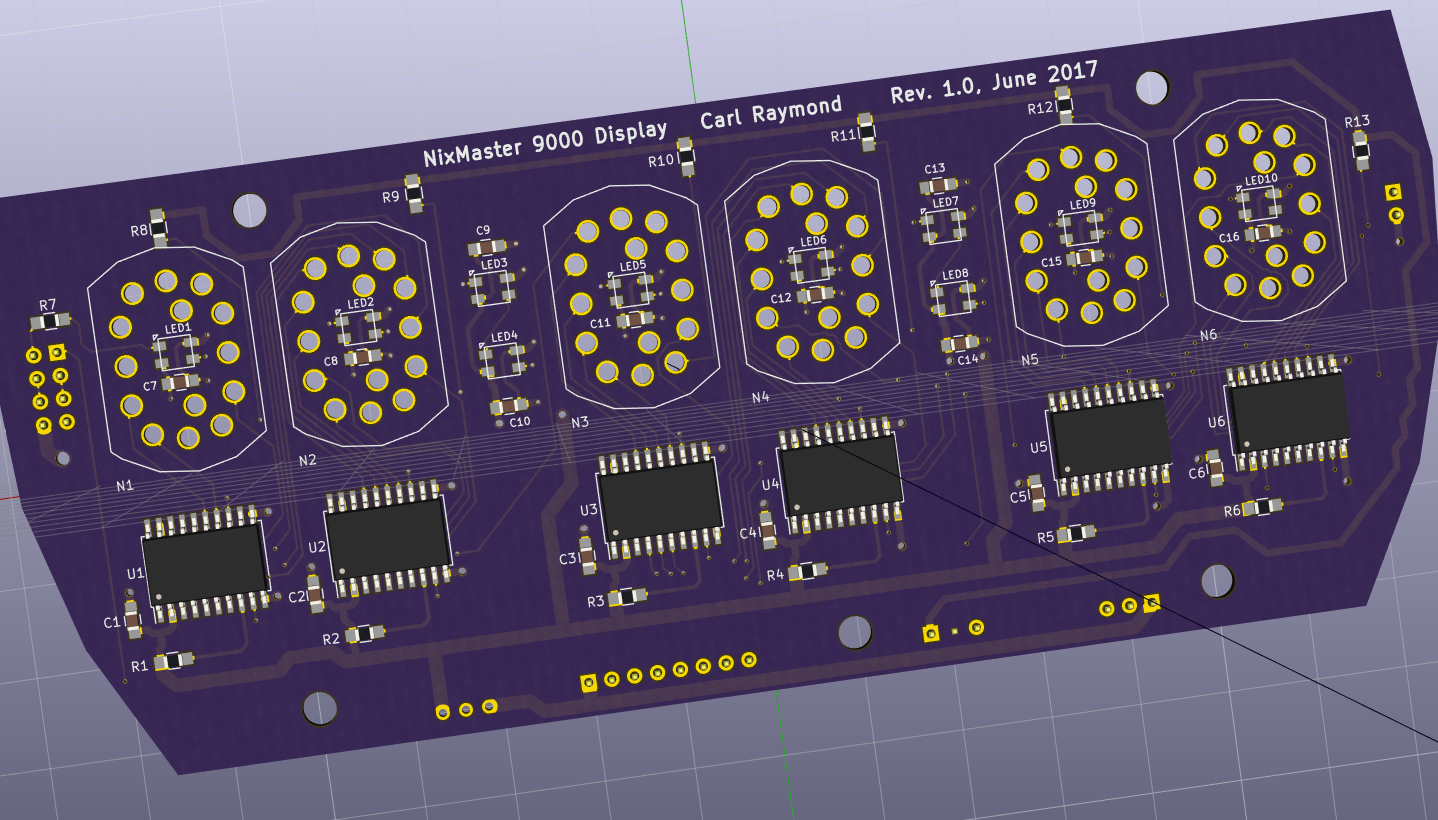 NixMaster 9000 Display Carl Raymond Rev. 1.0, June 2017
R12
R13
R11
R10
C13
LED10
R9
LED7
LED9
R8
C9
C16
LED6
LED3
LED5
C15
LED8
R7
LED2
C12
LED1
LED4
C11
N6
C8
C14
N5
C7
N4
C10
N3
U6
N2
U5
N1
C6
U4
C5
U3
R6
C4
R5
U2
C3
R4
U1
C2
R3
C1
R2
R1